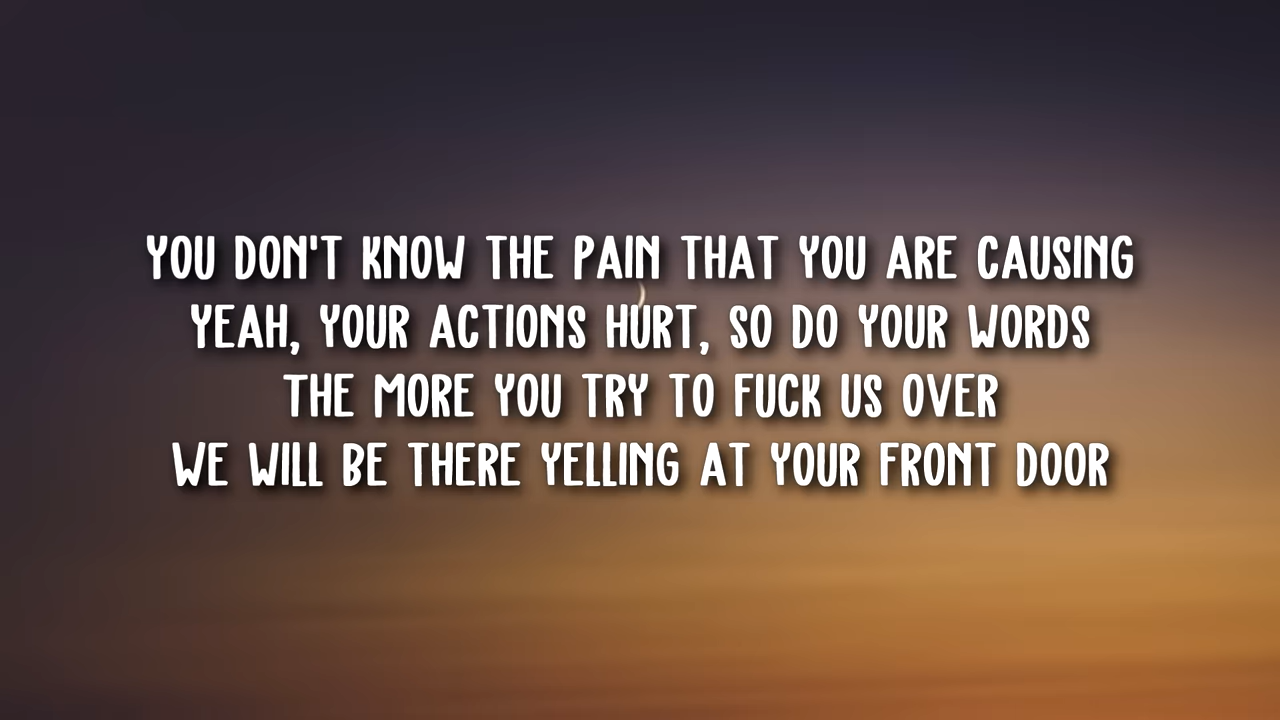 YOU DON'T KNOW THE PAIN THAT YOU ARE CAUSING
YEAH, YOUR ACTIONS HURT, SO DO YOUR WORDS
THE MORE YOU TRY TO FUCK US OVER
WE WILL BE THERE YELLING AT YOUR FRONT DOOR